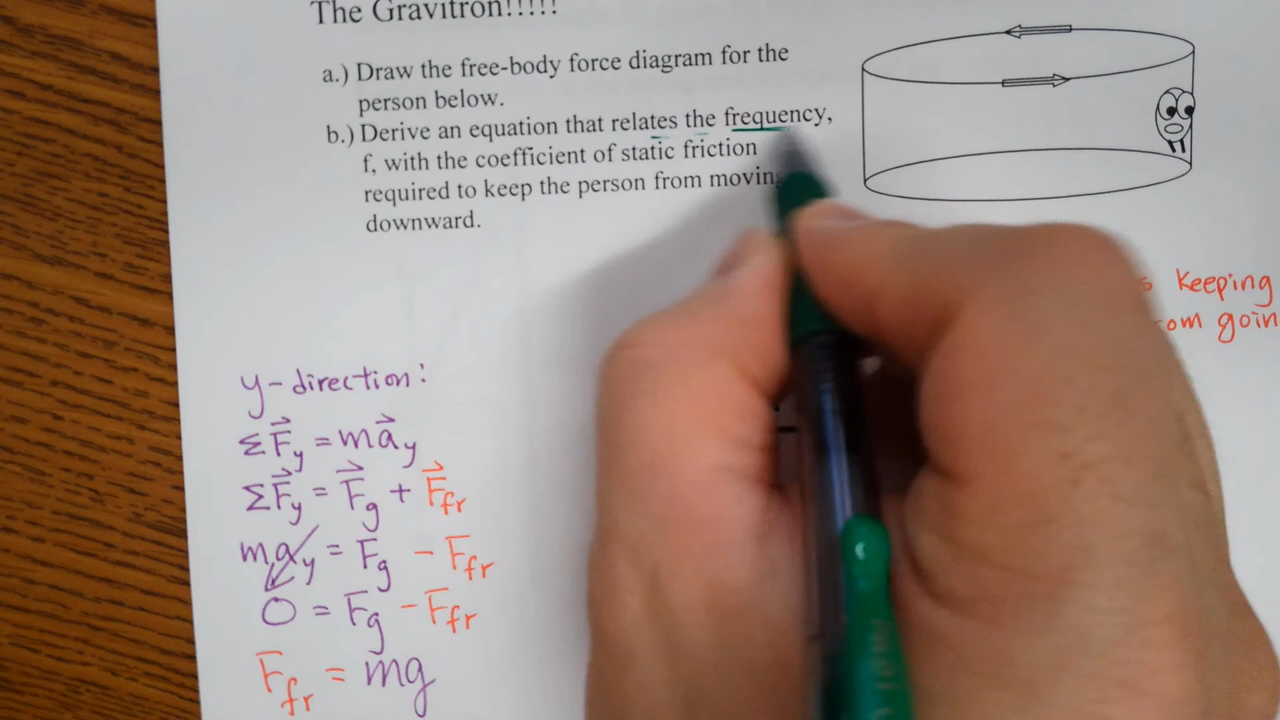 The Gravitron!!!!!
a.) Draw the free-body force diagram for the
person below.
b.) Derive an equation that relates the frequency,
f, with the coefficient of static friction
required to keep the person from moving
downward.
keeping
goin
y-direction:
ΣF⃗y = ma⃗y
ΣF⃗y = F⃗g + F⃗fr
may = Fg - Ffr
0 = Fg - Ffr
Ffr = mg